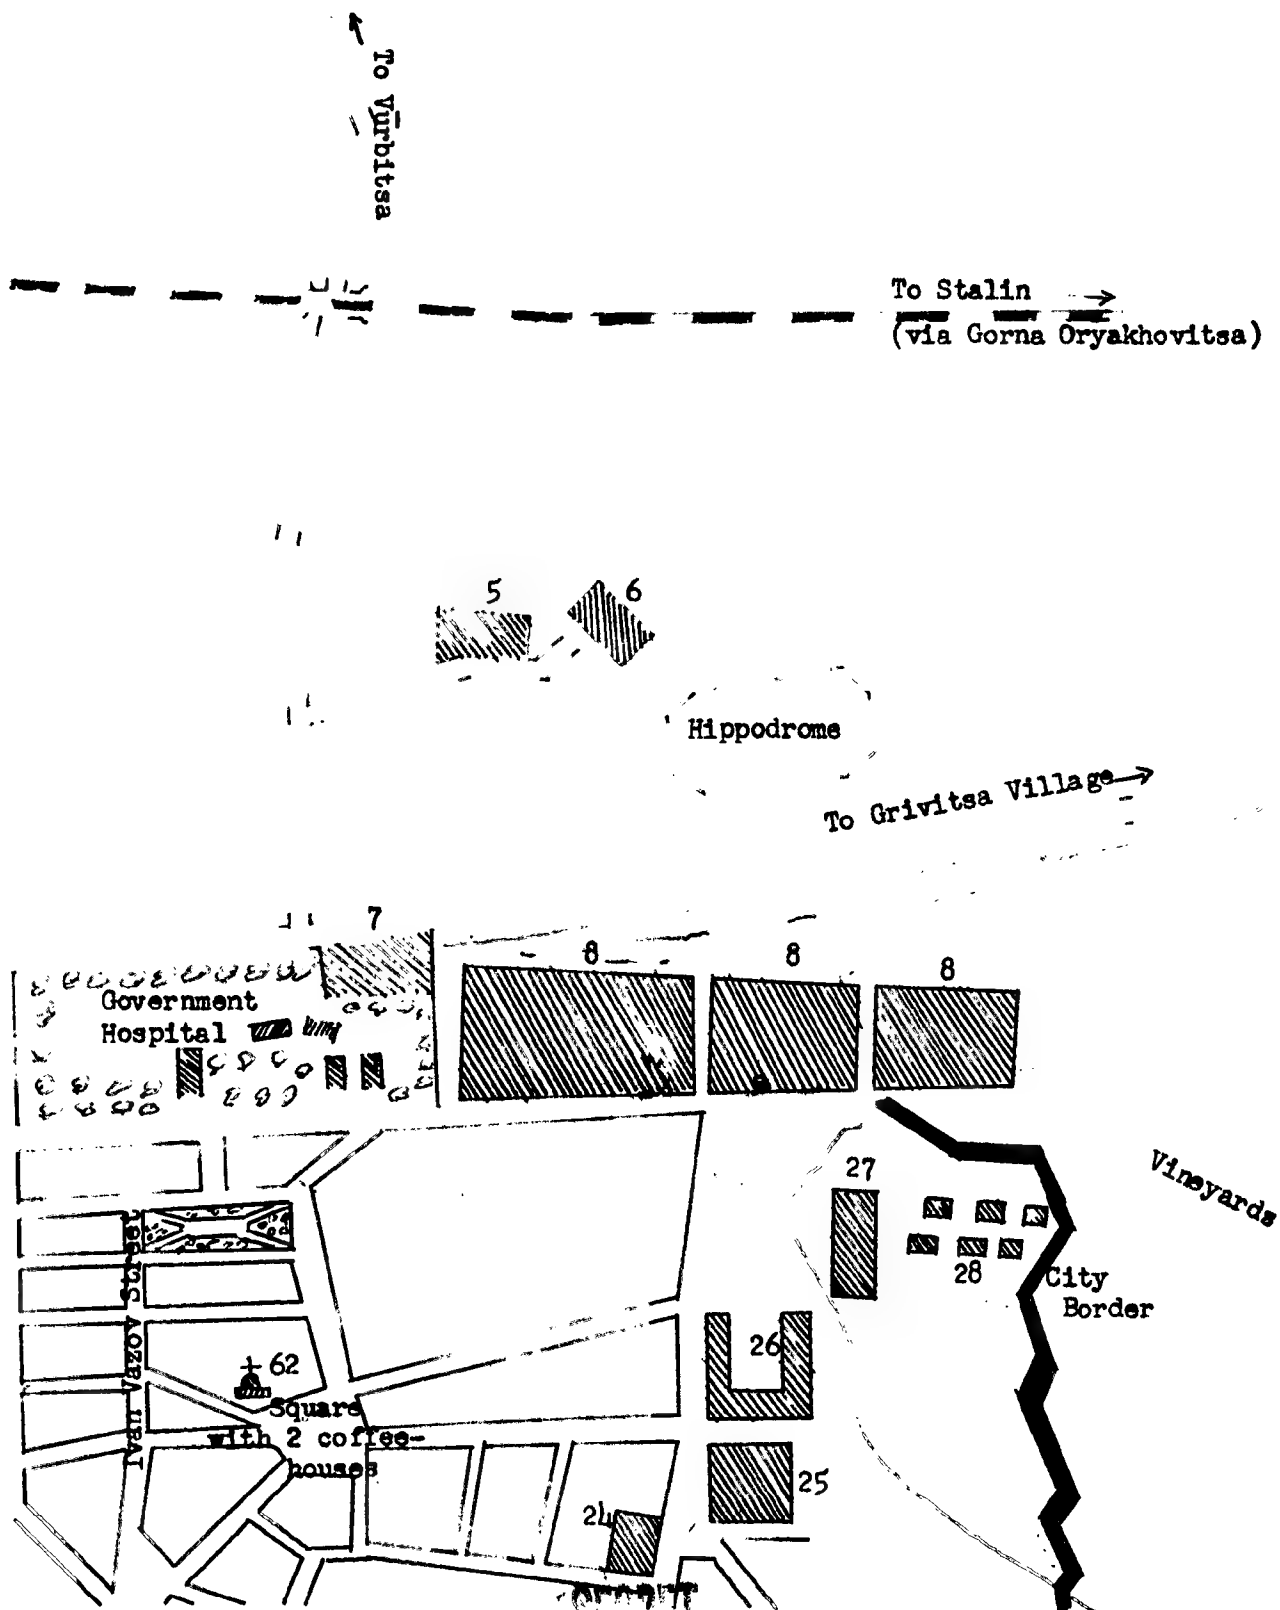 To Vŭrbitsa
To Stalin
(via Gorna Oryakhovitsa)
5
6
Hippodrome
To Grivitsa Village
7
8
8
8
Government
Hospital
27
Vineyards
28
City
Border
Ivan Vazov Street
26
62
Square
with 2 coffee-
houses
25
24